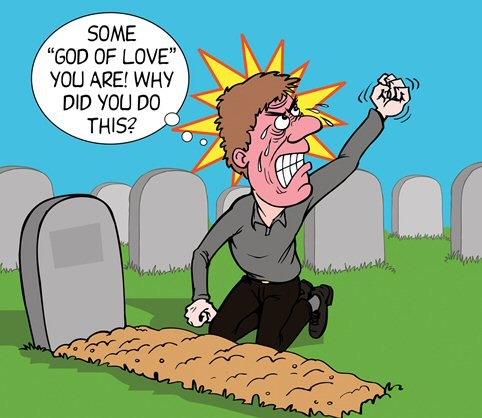 SOME
"GOD OF LOVE"
YOU ARE! WHY
DID YOU DO
THIS?